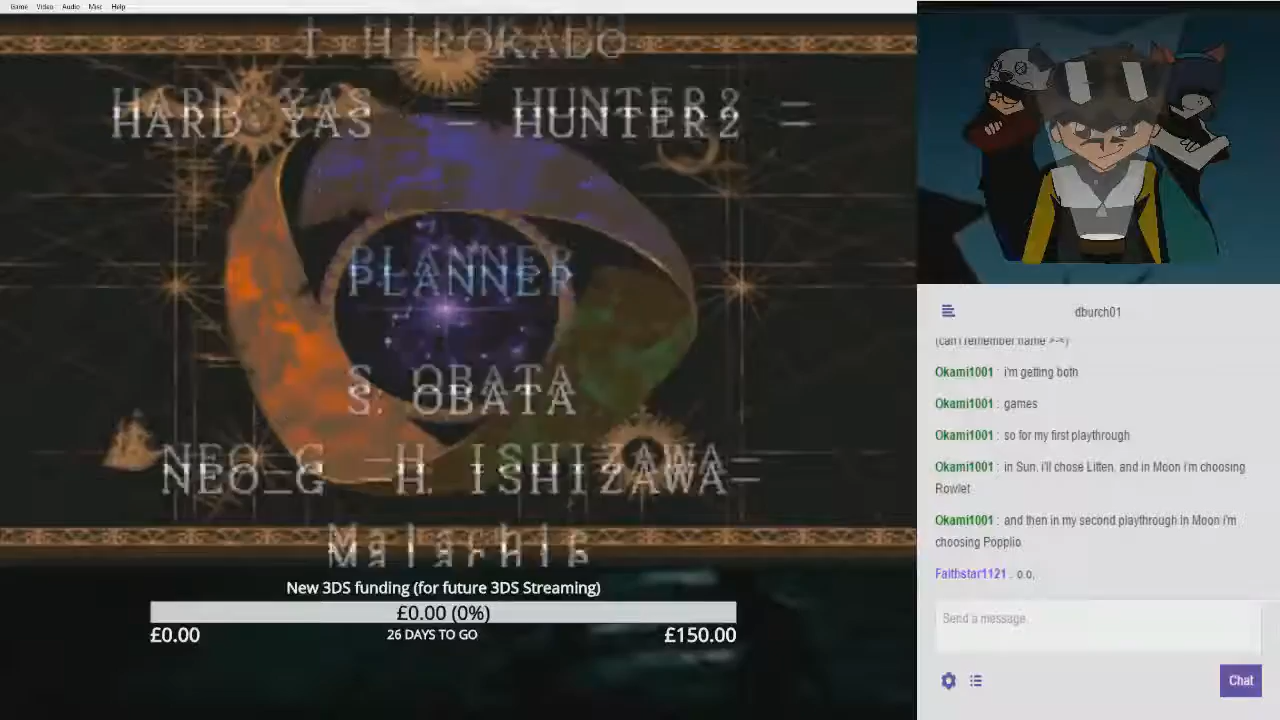 Game Video Audio Misc Help
T. HIROKADO
HARD YAS = HUNTER2 =
PLANNER
S. OBATA
NEO_G -H. ISHIZAWA-
New 3DS funding (for future 3DS Streaming)
£0.00 (0%)
£0.00 26 DAYS TO GO £150.00
dburch01
(can't remember name >-<)
Okami1001 : i'm getting both
Okami1001 : games
Okami1001 : so for my first playthrough
Okami1001 : in Sun, i'll chose Litten, and in Moon i'm choosing
Rowlet
Okami1001 : and then in my second playthrough in Moon i'm
choosing Popplio
Faithstar1121 : o.o,
Send a message
Chat